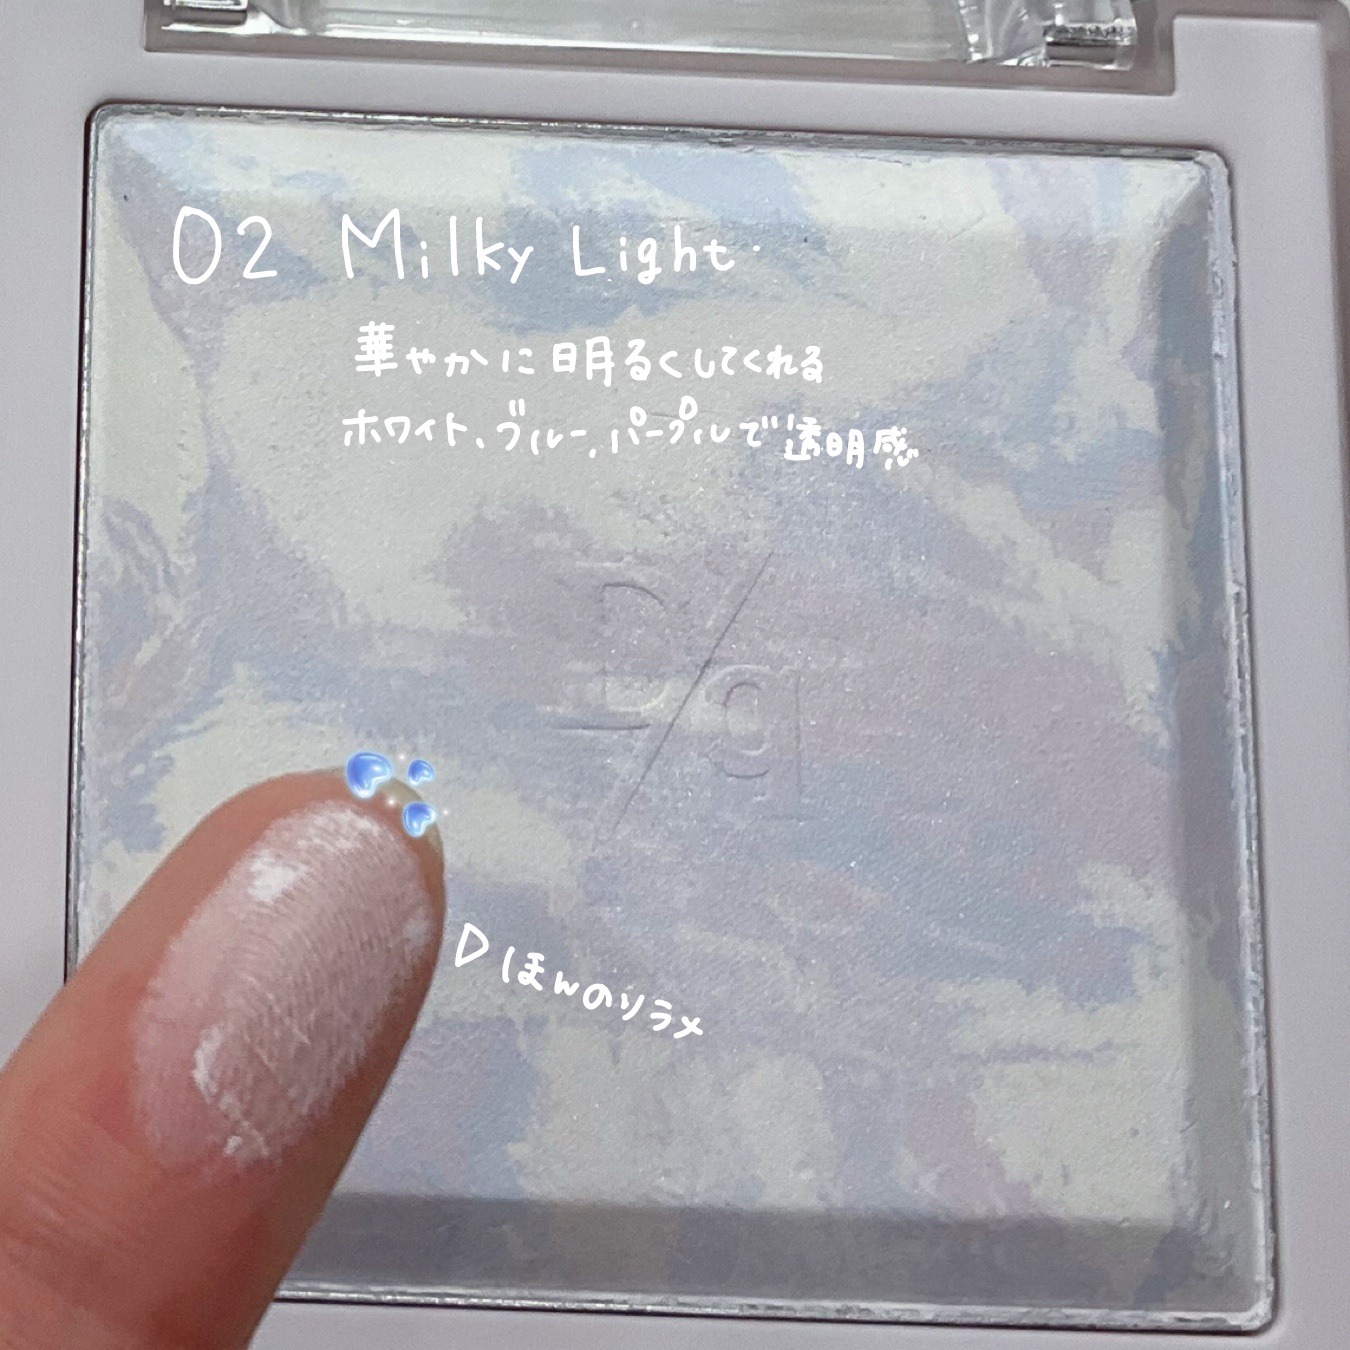 02 Milky Light
華やかに明るくしてくれる
ホワイト、ブルー、パープルで透明感
D/g
▷ほんのりラメ